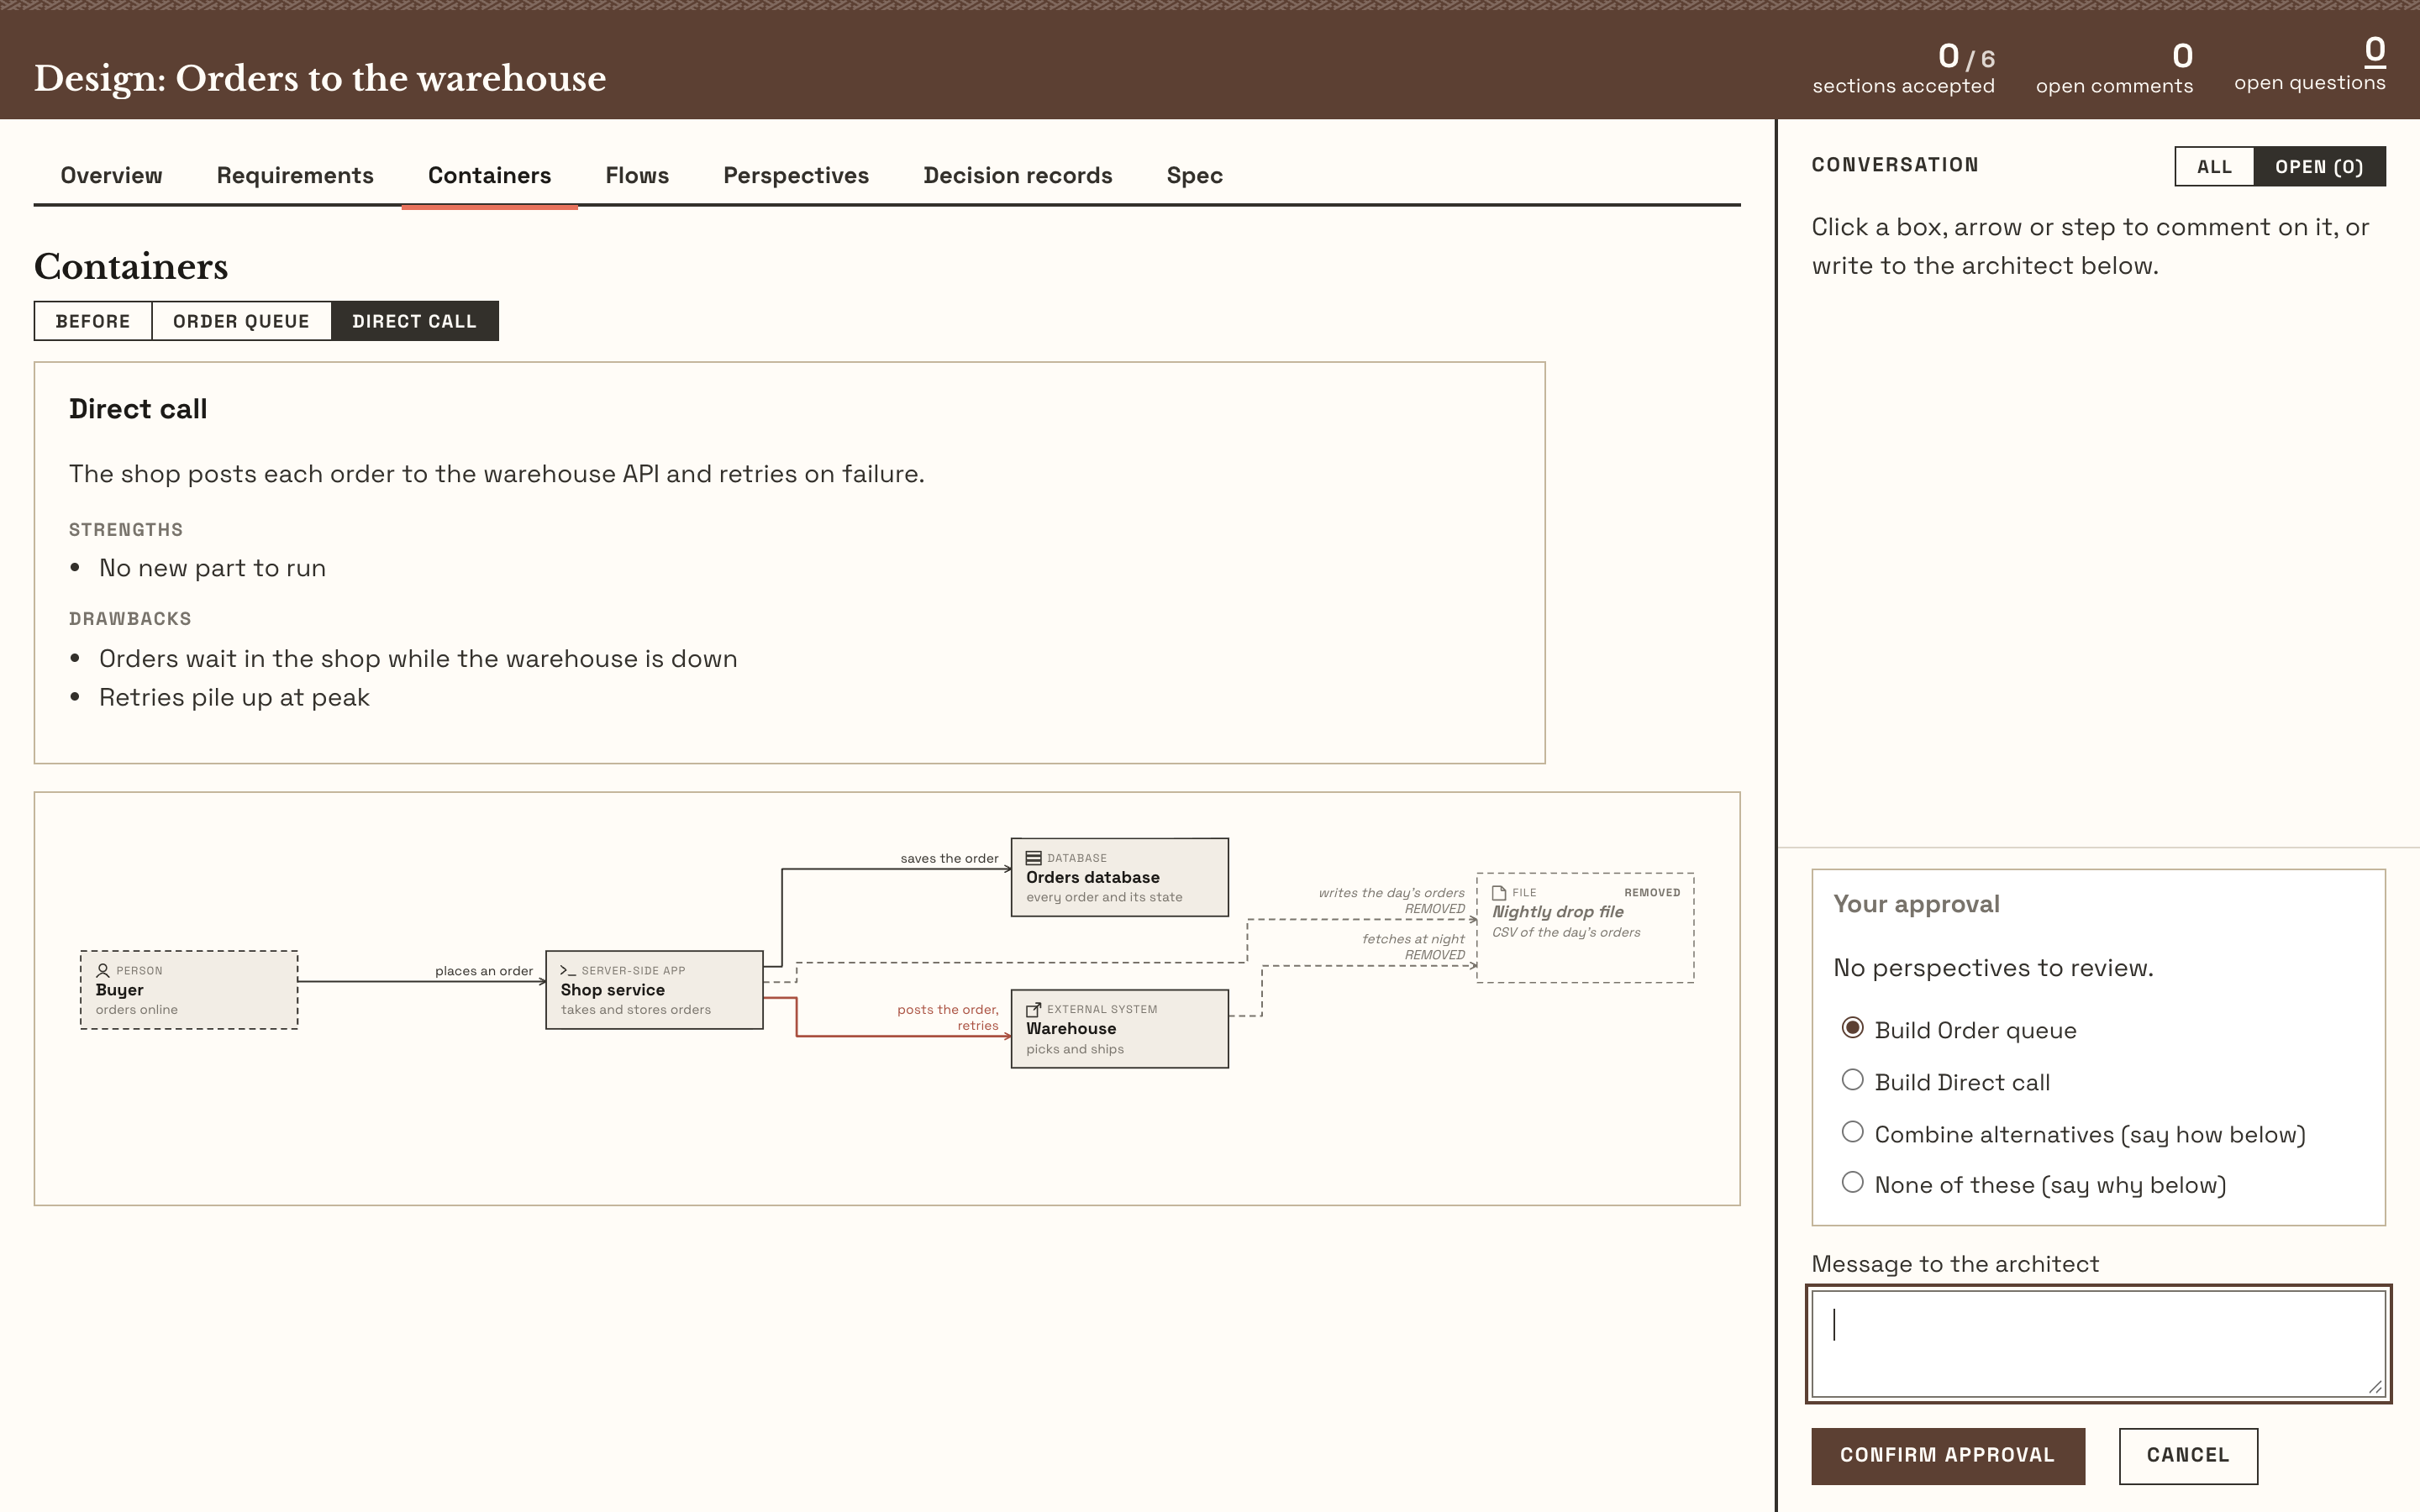 Design: Orders to the warehouse
0 / 6
sections accepted
0
open comments
0
open questions
Overview
Requirements
Containers
Flows
Perspectives
Decision records
Spec
Containers
BEFORE
ORDER QUEUE
DIRECT CALL
Direct call
The shop posts each order to the warehouse API and retries on failure.
STRENGTHS
• No new part to run
DRAWBACKS
• Orders wait in the shop while the warehouse is down
• Retries pile up at peak
PERSON
Buyer
orders online
places an order
SERVER-SIDE APP
Shop service
takes and stores orders
saves the order
DATABASE
Orders database
every order and its state
posts the order,
retries
EXTERNAL SYSTEM
Warehouse
picks and ships
writes the day's orders
REMOVED
fetches at night
REMOVED
FILE
REMOVED
Nightly drop file
CSV of the day's orders
CONVERSATION
ALL
OPEN (0)
Click a box, arrow or step to comment on it, or
write to the architect below.
Your approval
No perspectives to review.
Build Order queue
Build Direct call
Combine alternatives (say how below)
None of these (say why below)
Message to the architect
CONFIRM APPROVAL
CANCEL